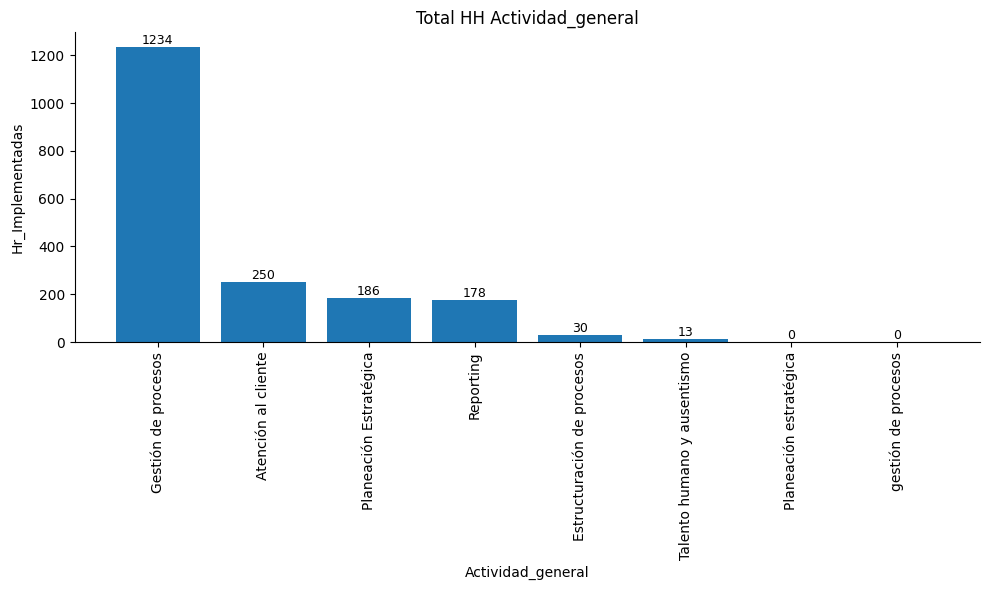 Total HH Actividad_general
Hr_Implementadas
1200
1000
800
600
400
200
0
1234
250
186
178
30
13
0
0
Gestión de procesos
Atención al cliente
Planeación Estratégica
Reporting
Estructuración de procesos
Talento humano y ausentismo
Planeación estratégica
gestión de procesos
Actividad_general